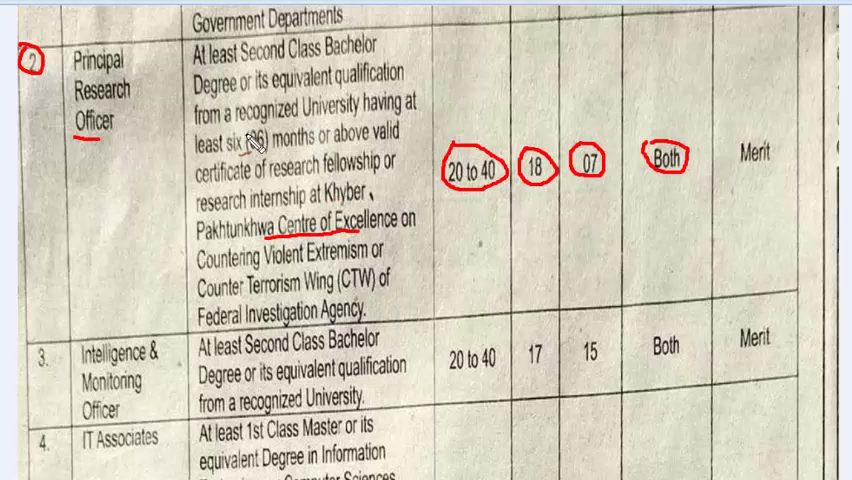 Government Departments
2
Principal
Research
Officer
At least Second Class Bachelor
Degree or its equivalent qualification
from a recognized University having at
least six (06) months or above valid
certificate of research fellowship or
research internship at Khyber
Pakhtunkhwa Centre of Excellence on
Countering Violent Extremism or
Counter Terrorism Wing (CTW) of
Federal Investigation Agency.
20 to 40
18
07
Both
Merit
3.
Intelligence &
Monitoring
Officer
At least Second Class Bachelor
Degree or its equivalent qualification
from a recognized University.
20 to 40
17
15
Both
Merit
4.
IT Associates
At least 1st Class Master or its
equivalent Degree in Information
Computer Sciences